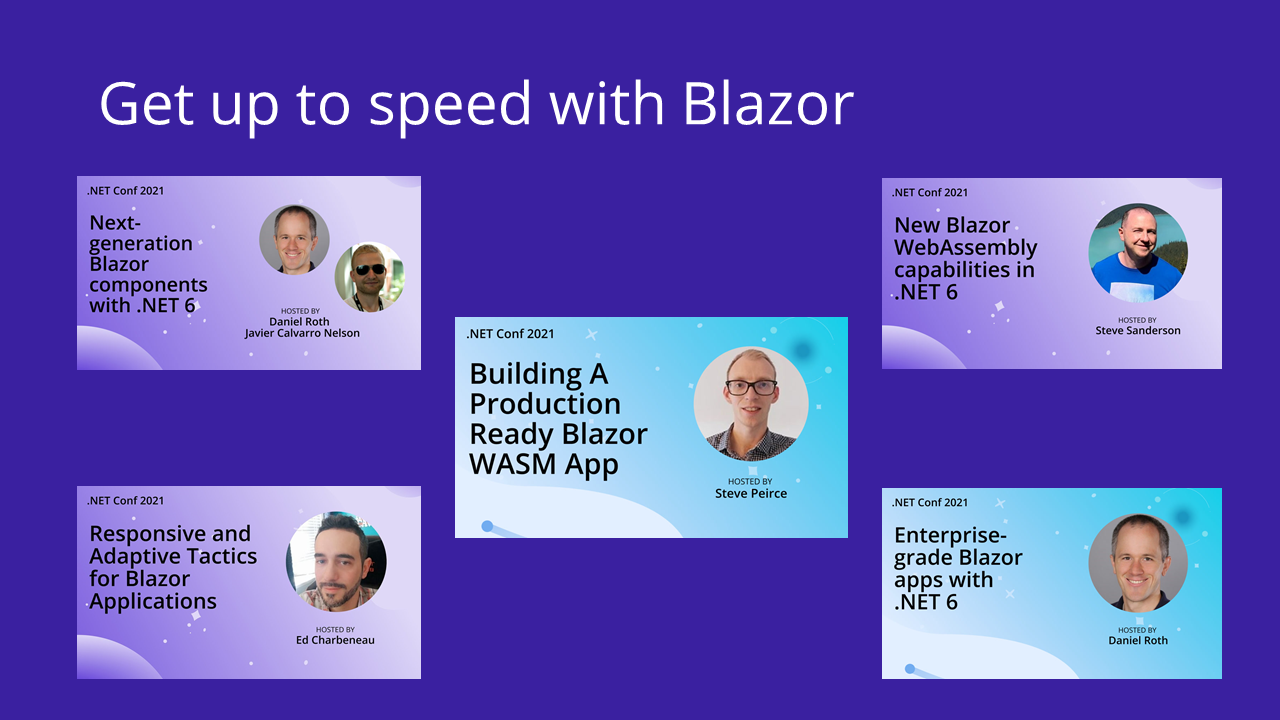 Get up to speed with Blazor
.NET Conf 2021
Next-
generation
Blazor
components
with .NET 6
HOSTED BY
Daniel Roth
Javier Calvarro Nelson
.NET Conf 2021
New Blazor
WebAssembly
capabilities in
.NET 6
HOSTED BY
Steve Sanderson
.NET Conf 2021
Building A
Production
Ready Blazor
WASM App
HOSTED BY
Steve Peirce
.NET Conf 2021
Responsive and
Adaptive Tactics
for Blazor
Applications
HOSTED BY
Ed Charbeneau
.NET Conf 2021
Enterprise-
grade Blazor
apps with
.NET 6
HOSTED BY
Daniel Roth